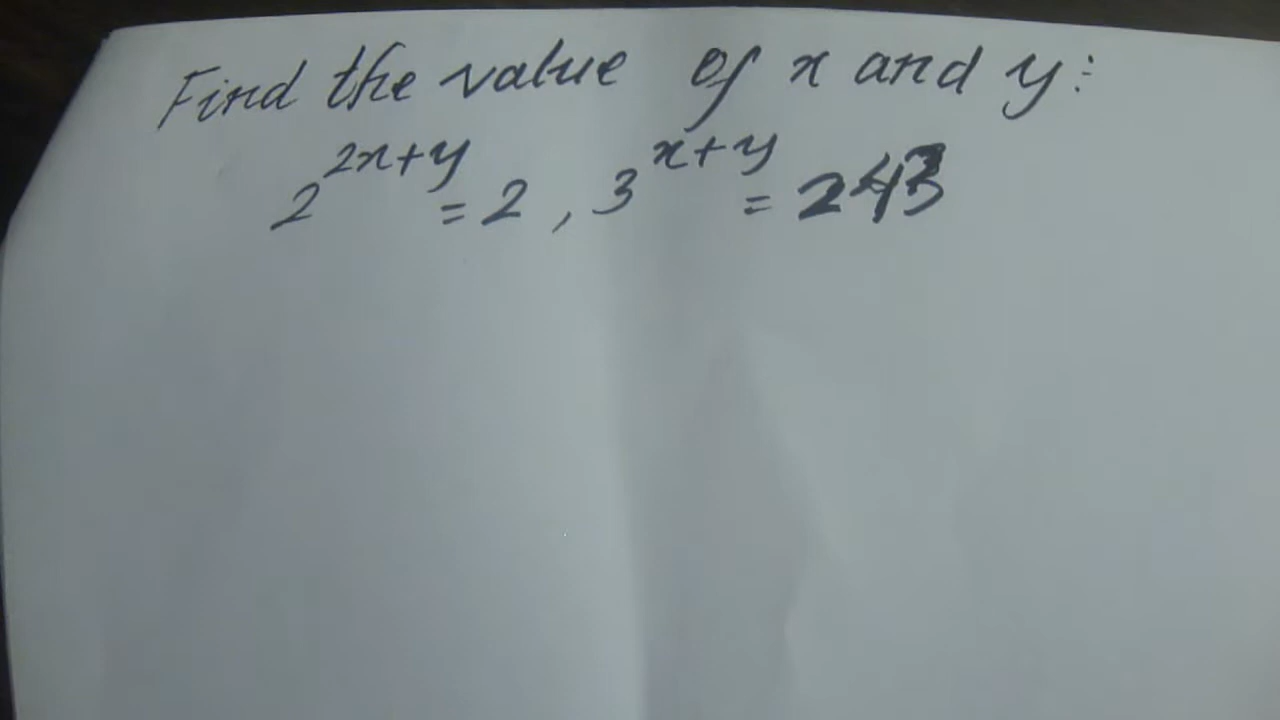 Find the value of x and y:
2^{2x+y} = 2 , 3^{x+y} = 243